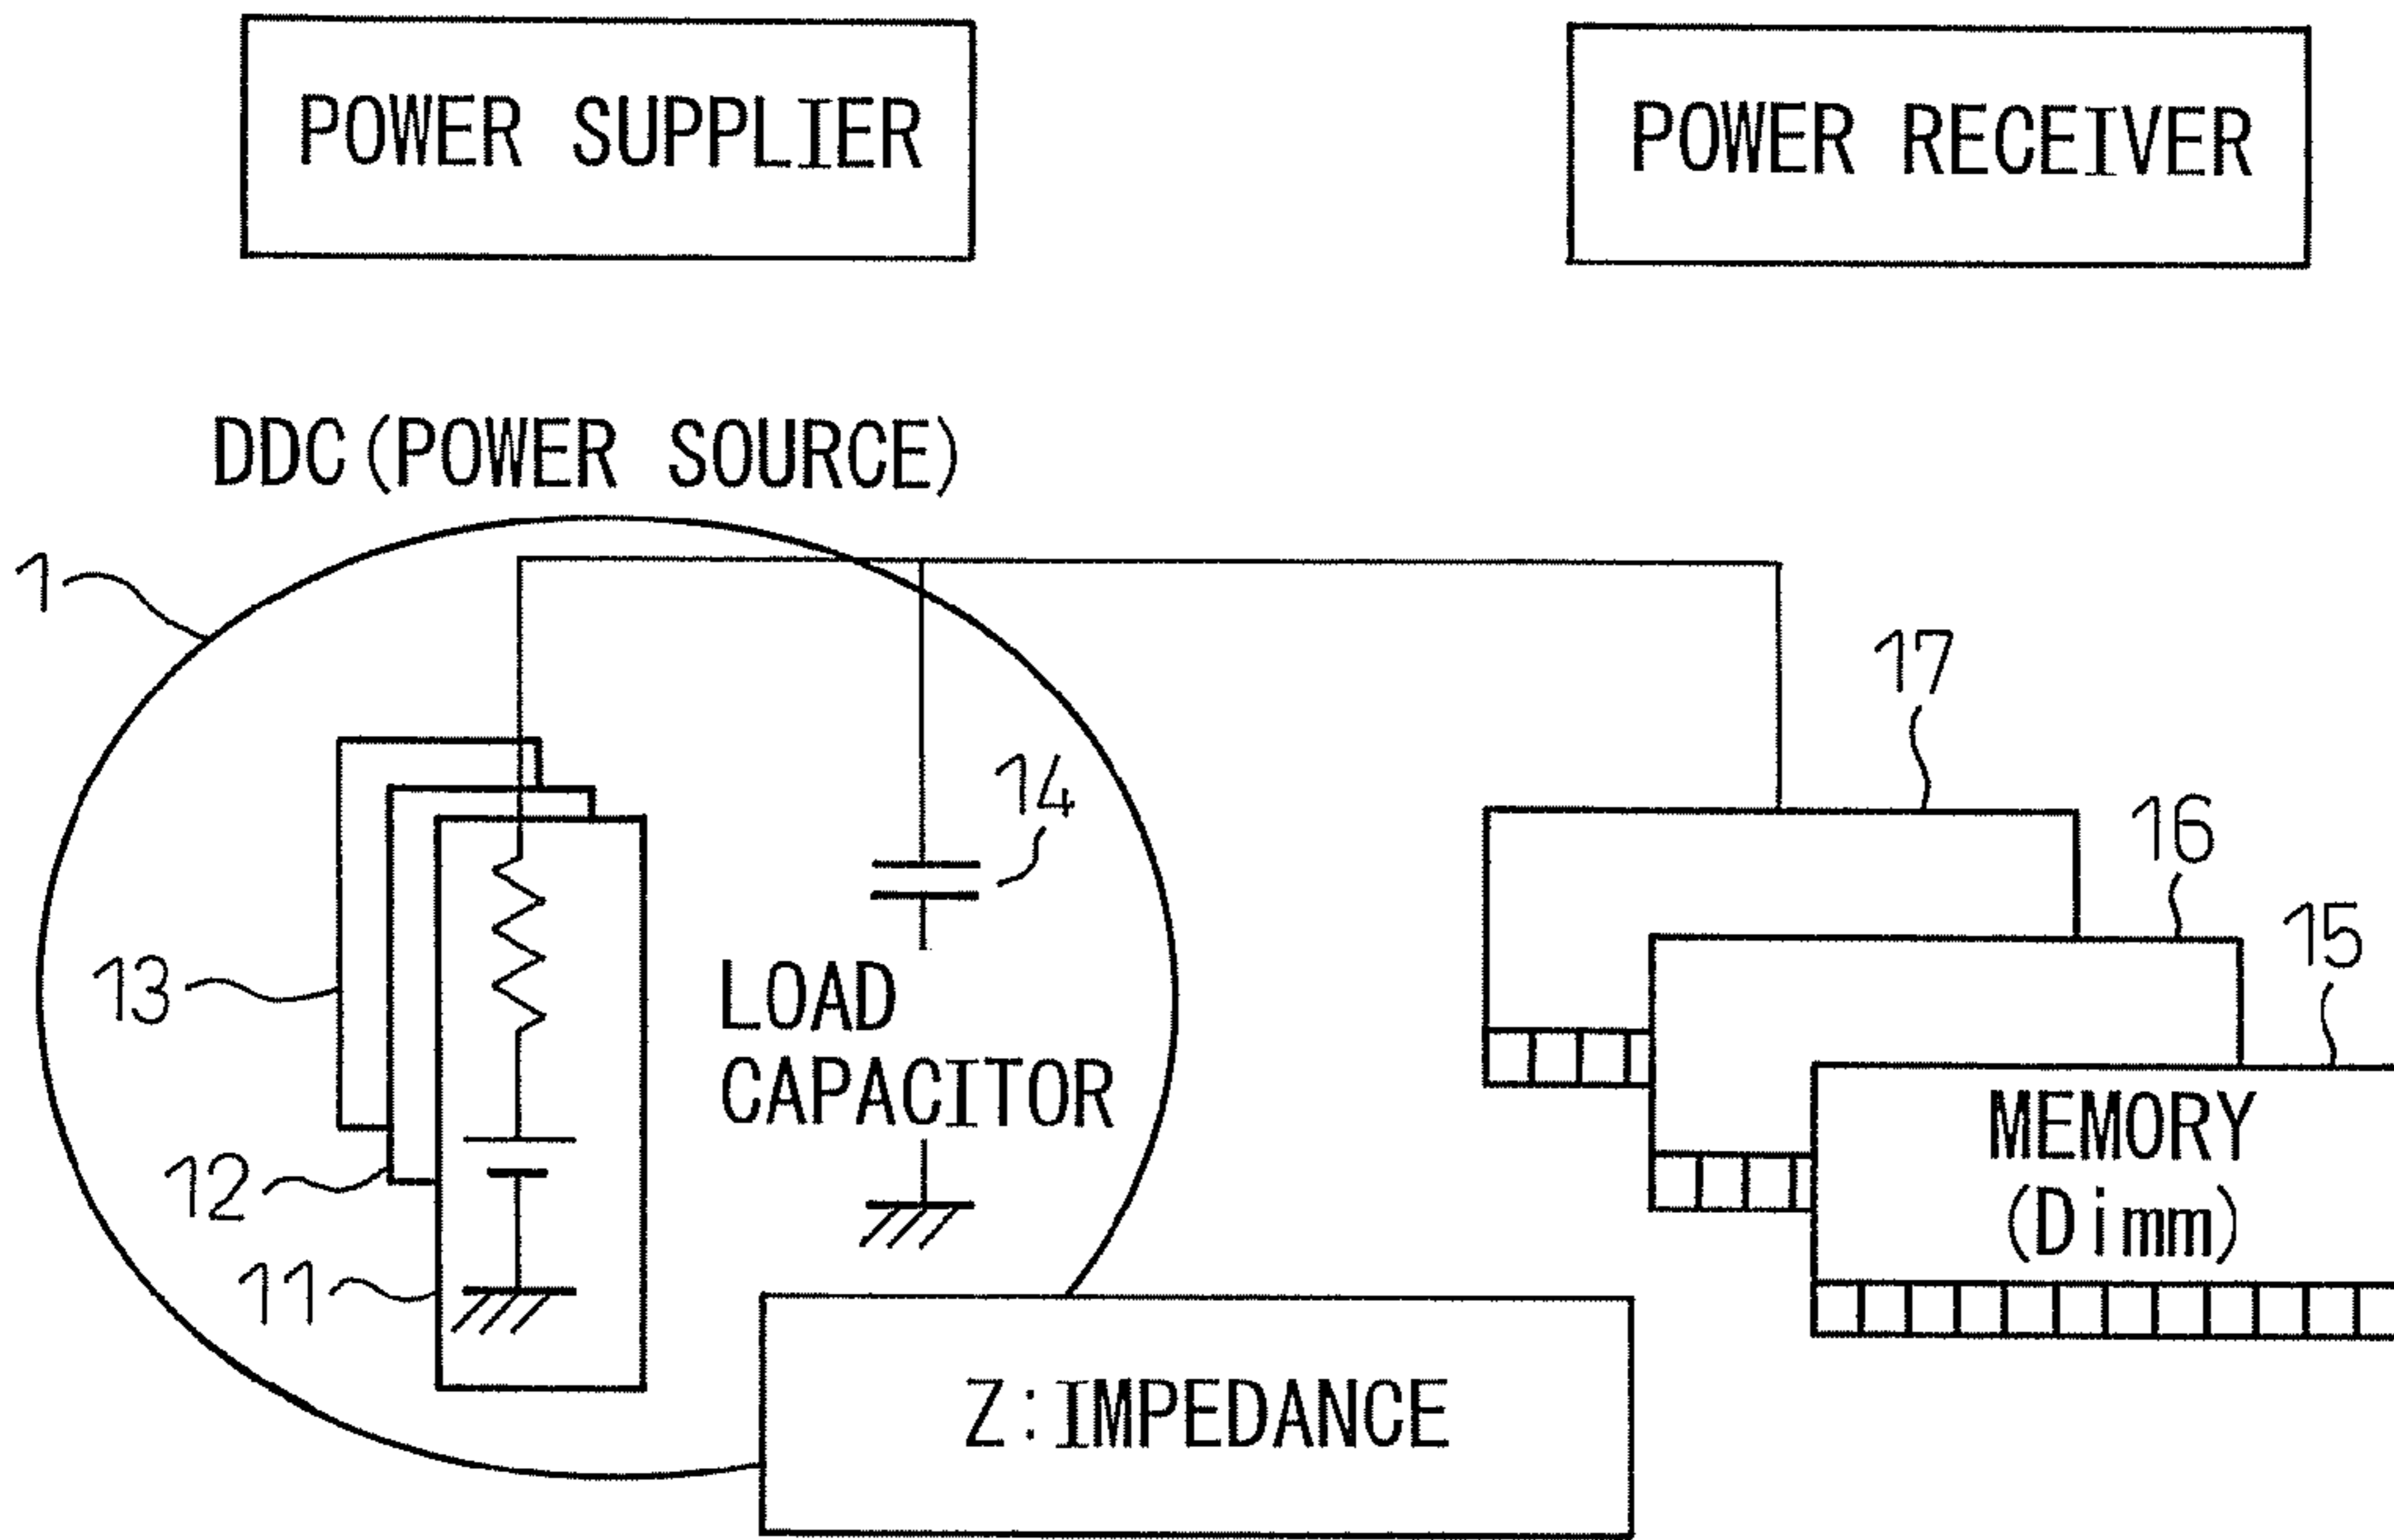 POWER SUPPLIER
POWER RECEIVER
DDC(POWER SOURCE)
1
17
14
16
15
13
LOAD
CAPACITOR
MEMORY
(Dimm)
12
11
Z:IMPEDANCE